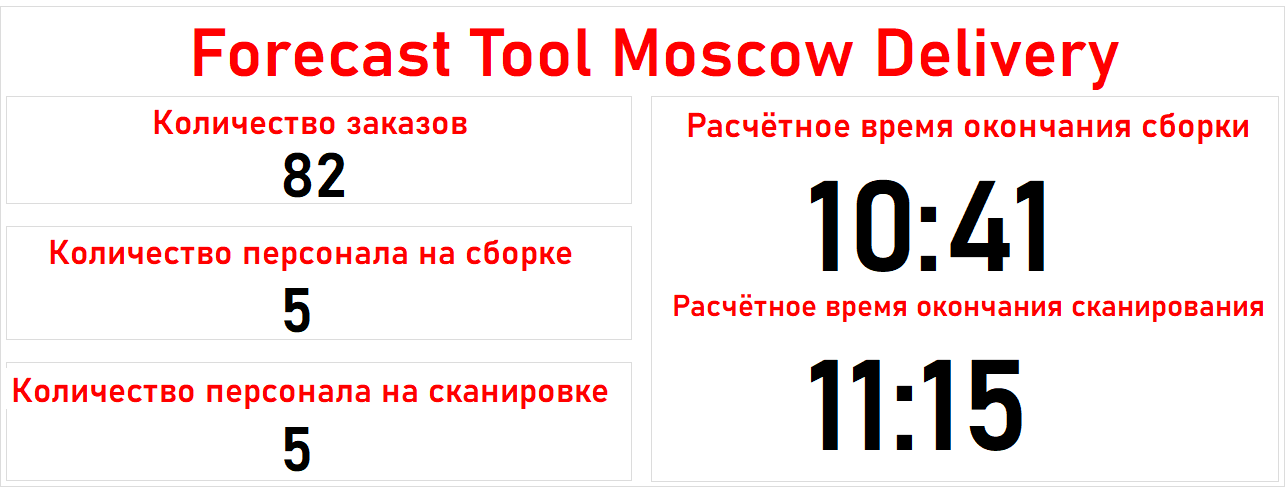 Forecast Tool Moscow Delivery
Количество заказов
82
Количество персонала на сборке
5
Количество персонала на сканировке
5
Расчётное время окончания сборки
10:41
Расчётное время окончания сканирования
11:15